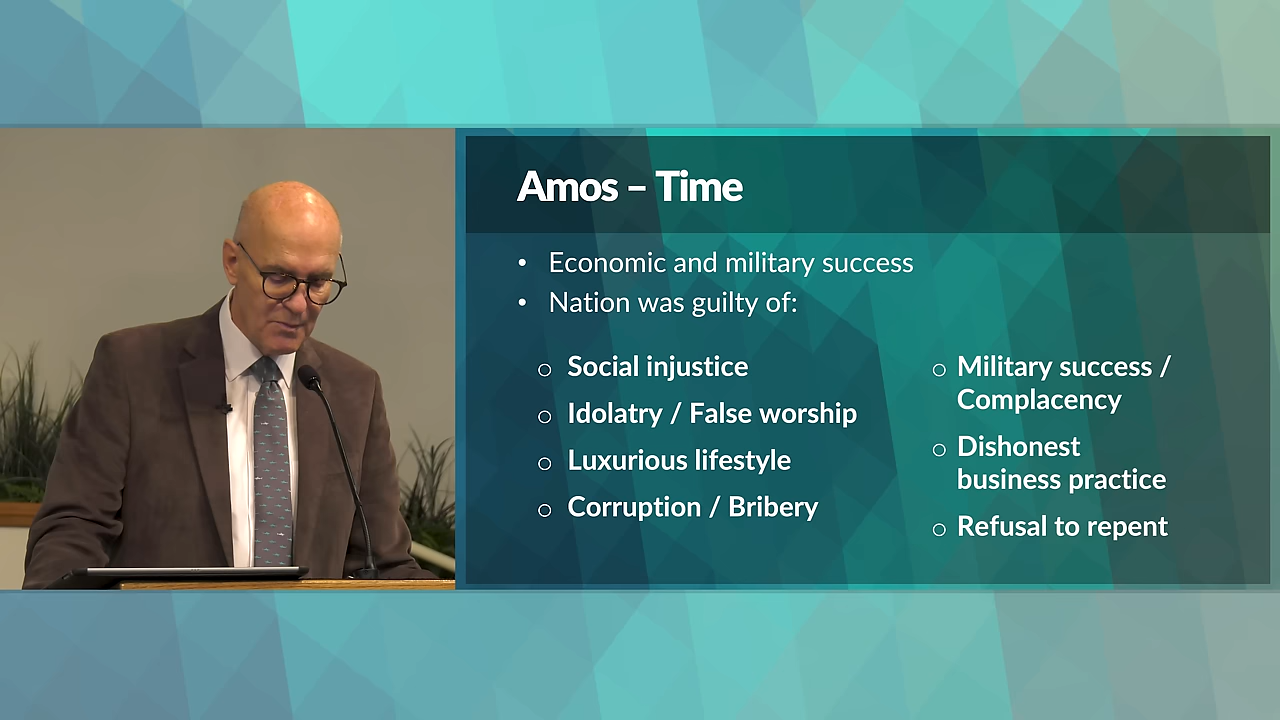 Amos – Time
• Economic and military success
• Nation was guilty of:
○ Social injustice
○ Idolatry / False worship
○ Luxurious lifestyle
○ Corruption / Bribery
○ Military success /
Complacency
○ Dishonest
business practice
○ Refusal to repent